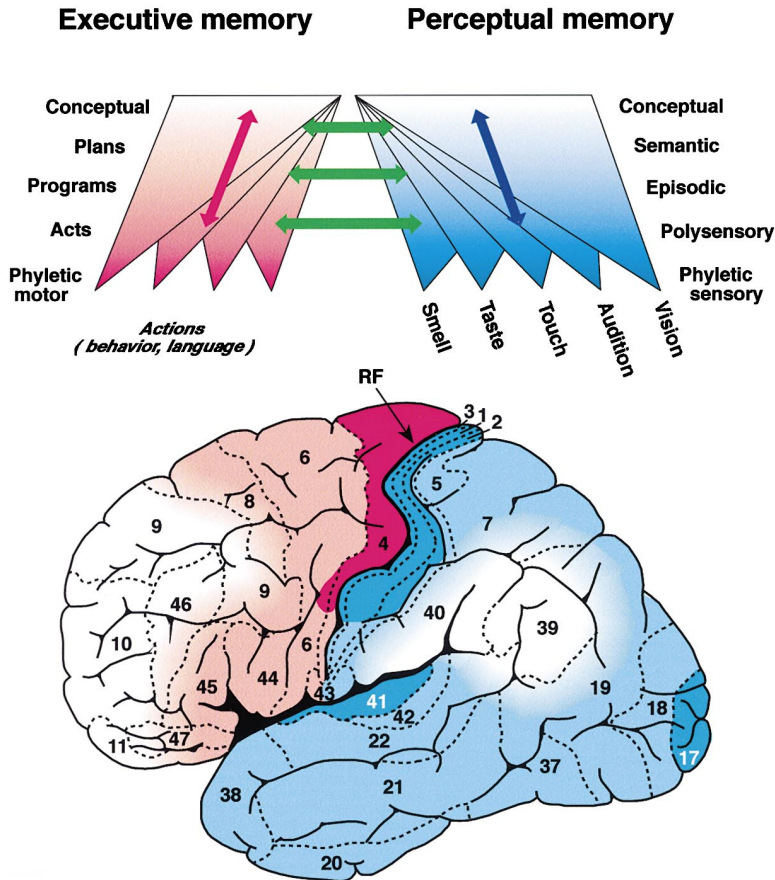 Executive memory
Perceptual memory
Conceptual
Plans
Programs
Acts
Phyletic
motor
Conceptual
Semantic
Episodic
Polysensory
Phyletic
sensory
Actions
( behavior, language )
Smell
Taste
Touch
Audition
Vision
RF
3 1
2
6
5
8
9
7
4
46
9
40
39
10
6
45
44
43
41
19
42
18
11
47
22
17
37
38
21
20